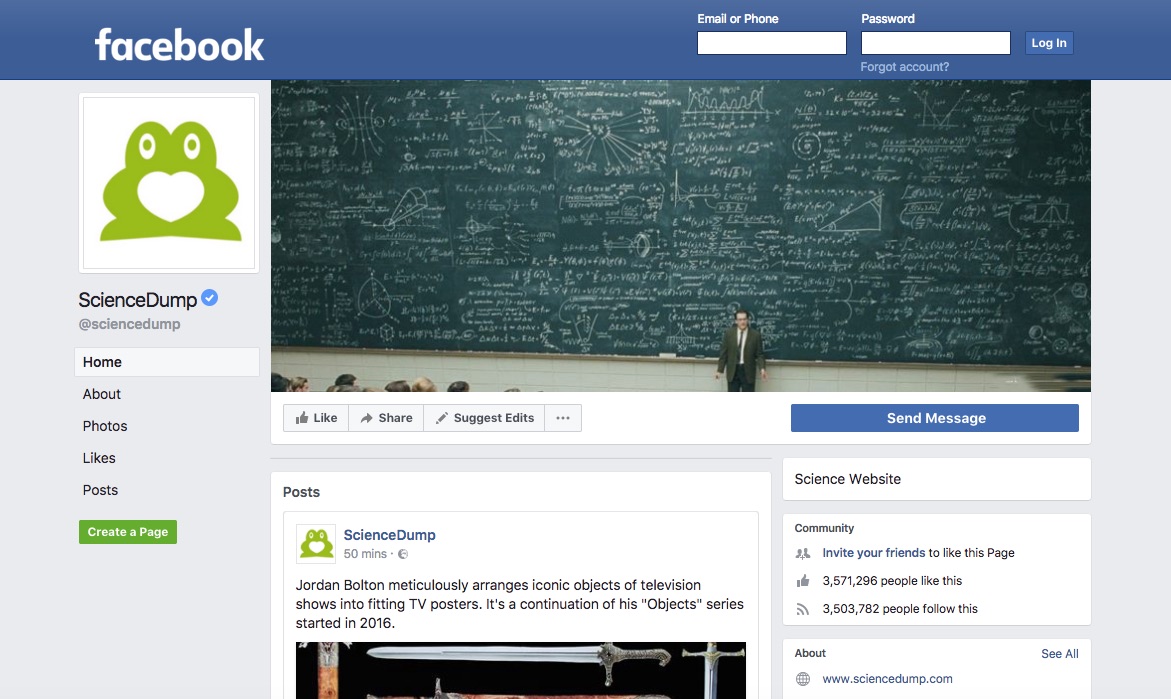 facebook
Email or Phone
Password
Log In
Forgot account?
ScienceDump
@sciencedump
Home
About
Photos
Likes
Posts
Create a Page
Like
Share
Suggest Edits
Send Message
Posts
ScienceDump
50 mins ·
Jordan Bolton meticulously arranges iconic objects of television
shows into fitting TV posters. It's a continuation of his "Objects" series
started in 2016.
Science Website
Community
Invite your friends to like this Page
3,571,296 people like this
3,503,782 people follow this
About
See All
www.sciencedump.com